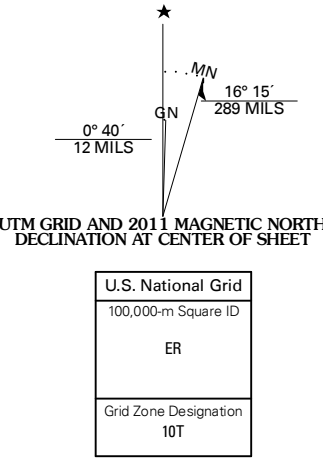 MN
16° 15´
289 MILS
GN
0° 40´
12 MILS
UTM GRID AND 2011 MAGNETIC NORTH
DECLINATION AT CENTER OF SHEET
U.S. National Grid
100,000-m Square ID
ER
Grid Zone Designation
10T